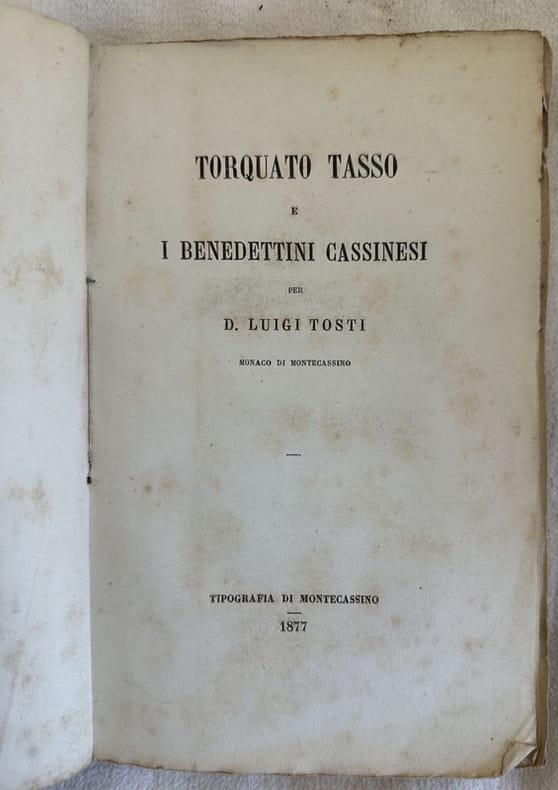 TORQUATO TASSO
E
I BENEDETTINI CASSINESI
PER
D. LUIGI TOSTI
MONACO DI MONTECASSINO
TIPOGRAFIA DI MONTECASSINO
1877